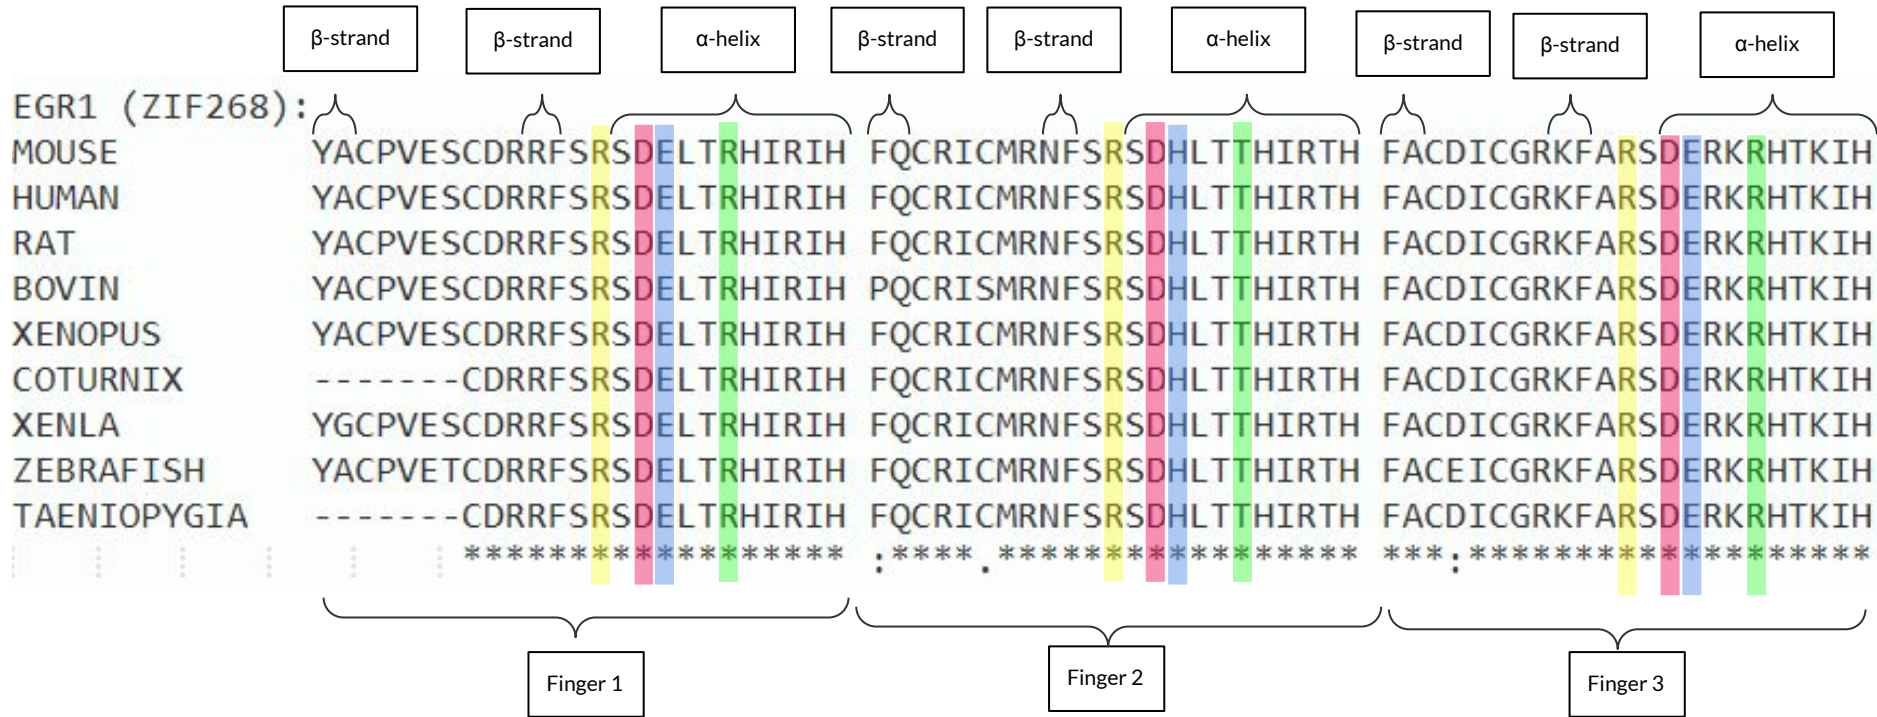 β-strand β-strand α-helix β-strand β-strand α-helix β-strand β-strand α-helix
EGR1 (ZIF268):
MOUSE YACPVESCDRRFSRSDELTRHIRIH FQCRICMRNFSRSDHLTTHIRTH FACDICGRKFARSDERKRHTKIH
HUMAN YACPVESCDRRFSRSDELTRHIRIH FQCRICMRNFSRSDHLTTHIRTH FACDICGRKFARSDERKRHTKIH
RAT YACPVESCDRRFSRSDELTRHIRIH FQCRICMRNFSRSDHLTTHIRTH FACDICGRKFARSDERKRHTKIH
BOVIN YACPVESCDRRFSRSDELTRHIRIH PQCRISMRNFSRSDHLTTHIRTH FACDICGRKFARSDERKRHTKIH
XENOPUS YACPVESCDRRFSRSDELTRHIRIH FQCRICMRNFSRSDHLTTHIRTH FACDICGRKFARSDERKRHTKIH
COTURNIX -------CDRRFSRSDELTRHIRIH FQCRICMRNFSRSDHLTTHIRTH FACDICGRKFARSDERKRHTKIH
XENLA YGCPVESCDRRFSRSDELTRHIRIH FQCRICMRNFSRSDHLTTHIRTH FACDICGRKFARSDERKRHTKIH
ZEBRAFISH YACPVETCDRRFSRSDELTRHIRIH FQCRICMRNFSRSDHLTTHIRTH FACEICGRKFARSDERKRHTKIH
TAENIOPYGIA -------CDRRFSRSDELTRHIRIH FQCRICMRNFSRSDHLTTHIRTH FACDICGRKFARSDERKRHTKIH
****************** :****.***************** ***:*******************
Finger 1 Finger 2 Finger 3